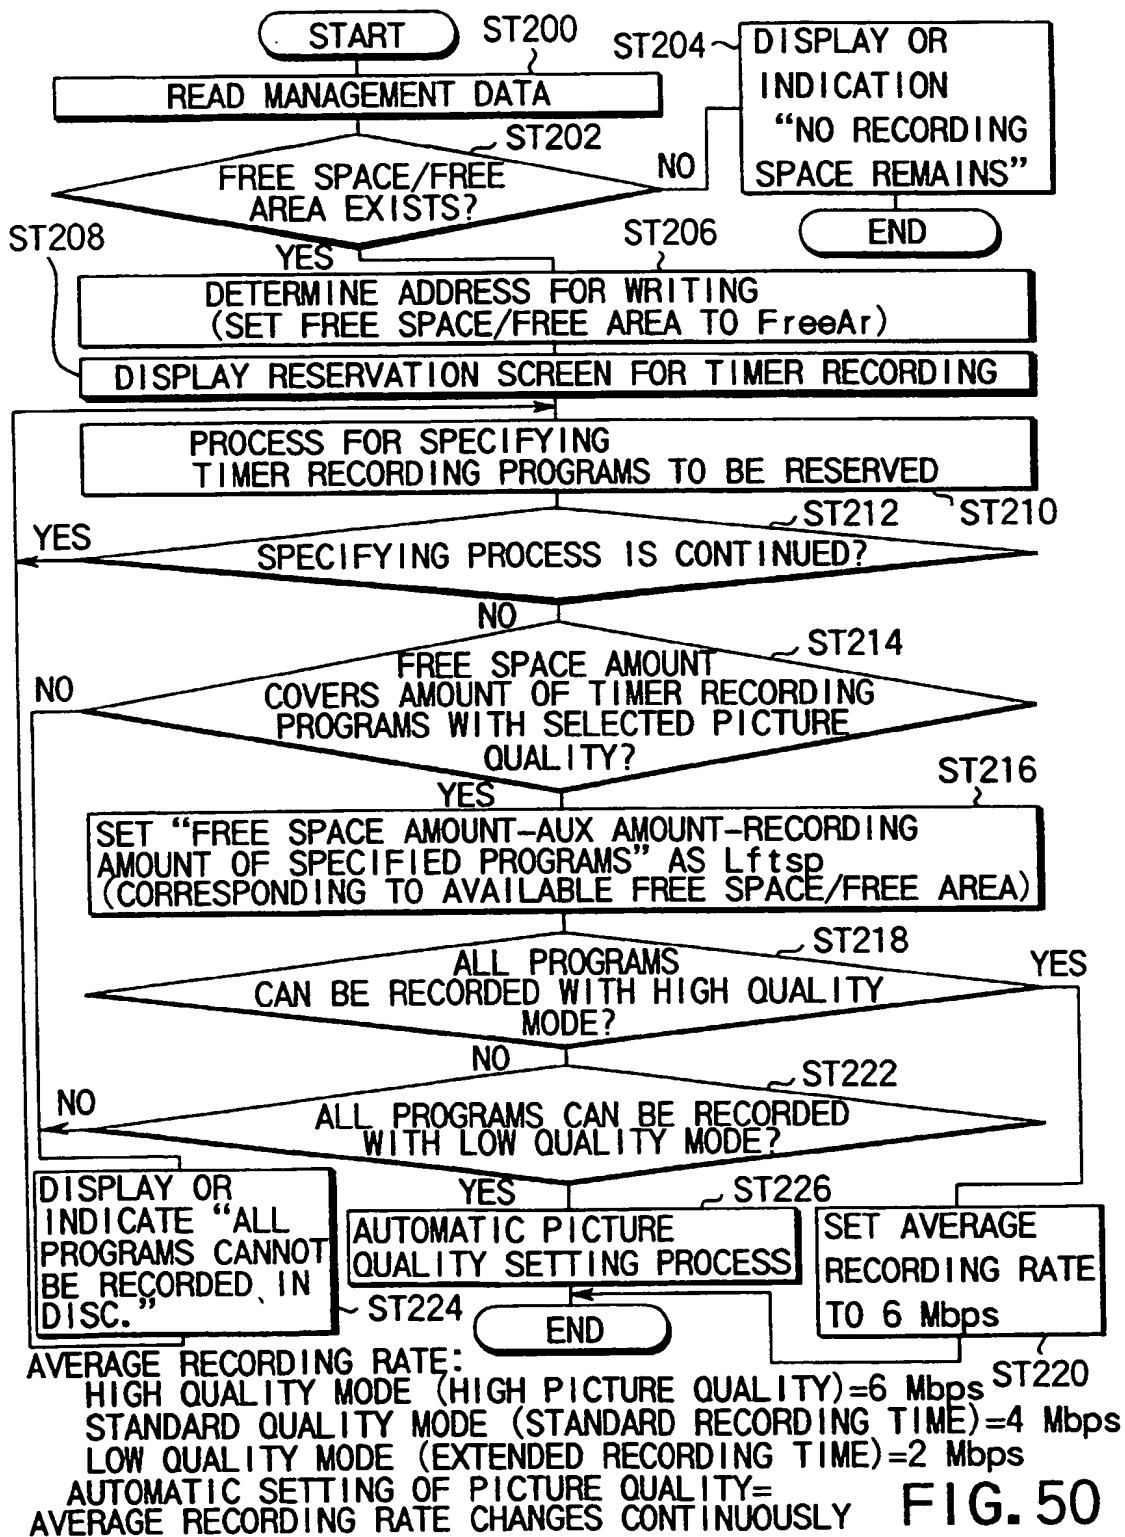 START
ST200
READ MANAGEMENT DATA
ST202
FREE SPACE/FREE
AREA EXISTS?
NO
ST204
DISPLAY OR
INDICATION
“NO RECORDING
SPACE REMAINS”
END
YES
ST206
DETERMINE ADDRESS FOR WRITING
(SET FREE SPACE/FREE AREA TO FreeAr)
ST208
DISPLAY RESERVATION SCREEN FOR TIMER RECORDING
PROCESS FOR SPECIFYING
TIMER RECORDING PROGRAMS TO BE RESERVED
ST210
ST212
YES
SPECIFYING PROCESS IS CONTINUED?
NO
ST214
NO
FREE SPACE AMOUNT
COVERS AMOUNT OF TIMER RECORDING
PROGRAMS WITH SELECTED PICTURE
QUALITY?
YES
ST216
SET “FREE SPACE AMOUNT-AUX AMOUNT-RECORDING
AMOUNT OF SPECIFIED PROGRAMS” AS Lftsp
(CORRESPONDING TO AVAILABLE FREE SPACE/FREE AREA)
ST218
YES
ALL PROGRAMS
CAN BE RECORDED WITH HIGH QUALITY
MODE?
NO
ST222
NO
ALL PROGRAMS CAN BE RECORDED
WITH LOW QUALITY MODE?
YES
DISPLAY OR
INDICATE “ALL
PROGRAMS CANNOT
BE RECORDED IN
DISC.”
ST224
ST226
AUTOMATIC PICTURE
QUALITY SETTING PROCESS
END
SET AVERAGE
RECORDING RATE
TO 6 Mbps
ST220
AVERAGE RECORDING RATE:
HIGH QUALITY MODE (HIGH PICTURE QUALITY)=6 Mbps
STANDARD QUALITY MODE (STANDARD RECORDING TIME)=4 Mbps
LOW QUALITY MODE (EXTENDED RECORDING TIME)=2 Mbps
AUTOMATIC SETTING OF PICTURE QUALITY=
AVERAGE RECORDING RATE CHANGES CONTINUOUSLY
FIG. 50